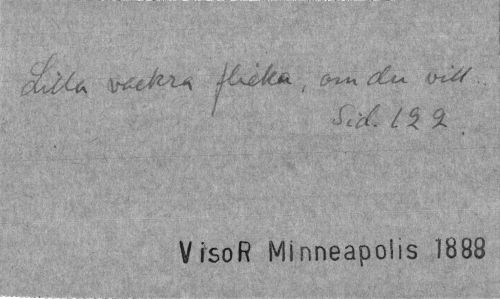 Lilla vackra flicka, om du vill.
Sid. 122.
VisoR Minneapolis 1888